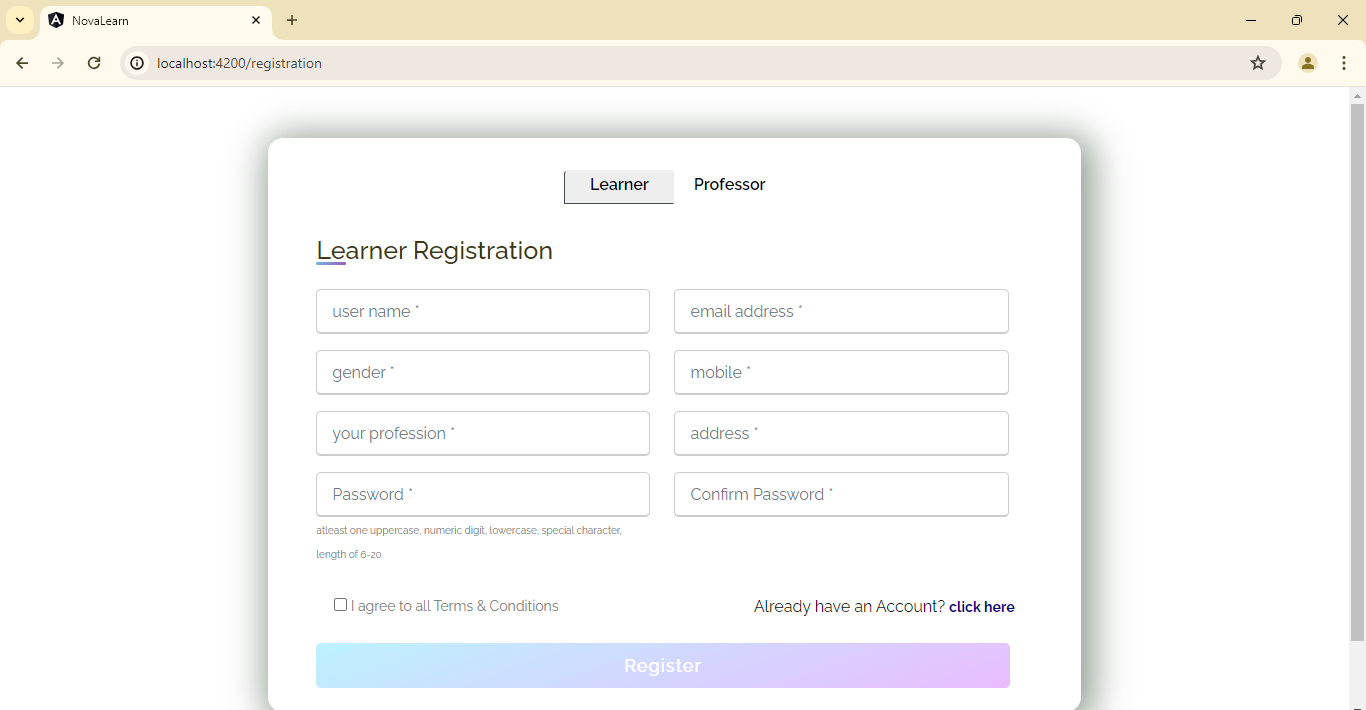 NovaLearn
localhost:4200/registration
Learner Professor
Learner Registration
user name * email address *
gender * mobile *
your profession * address *
Password * Confirm Password *
atleast one uppercase, numeric digit, lowercase, special character,
length of 6-20
I agree to all Terms & Conditions Already have an Account? click here
Register